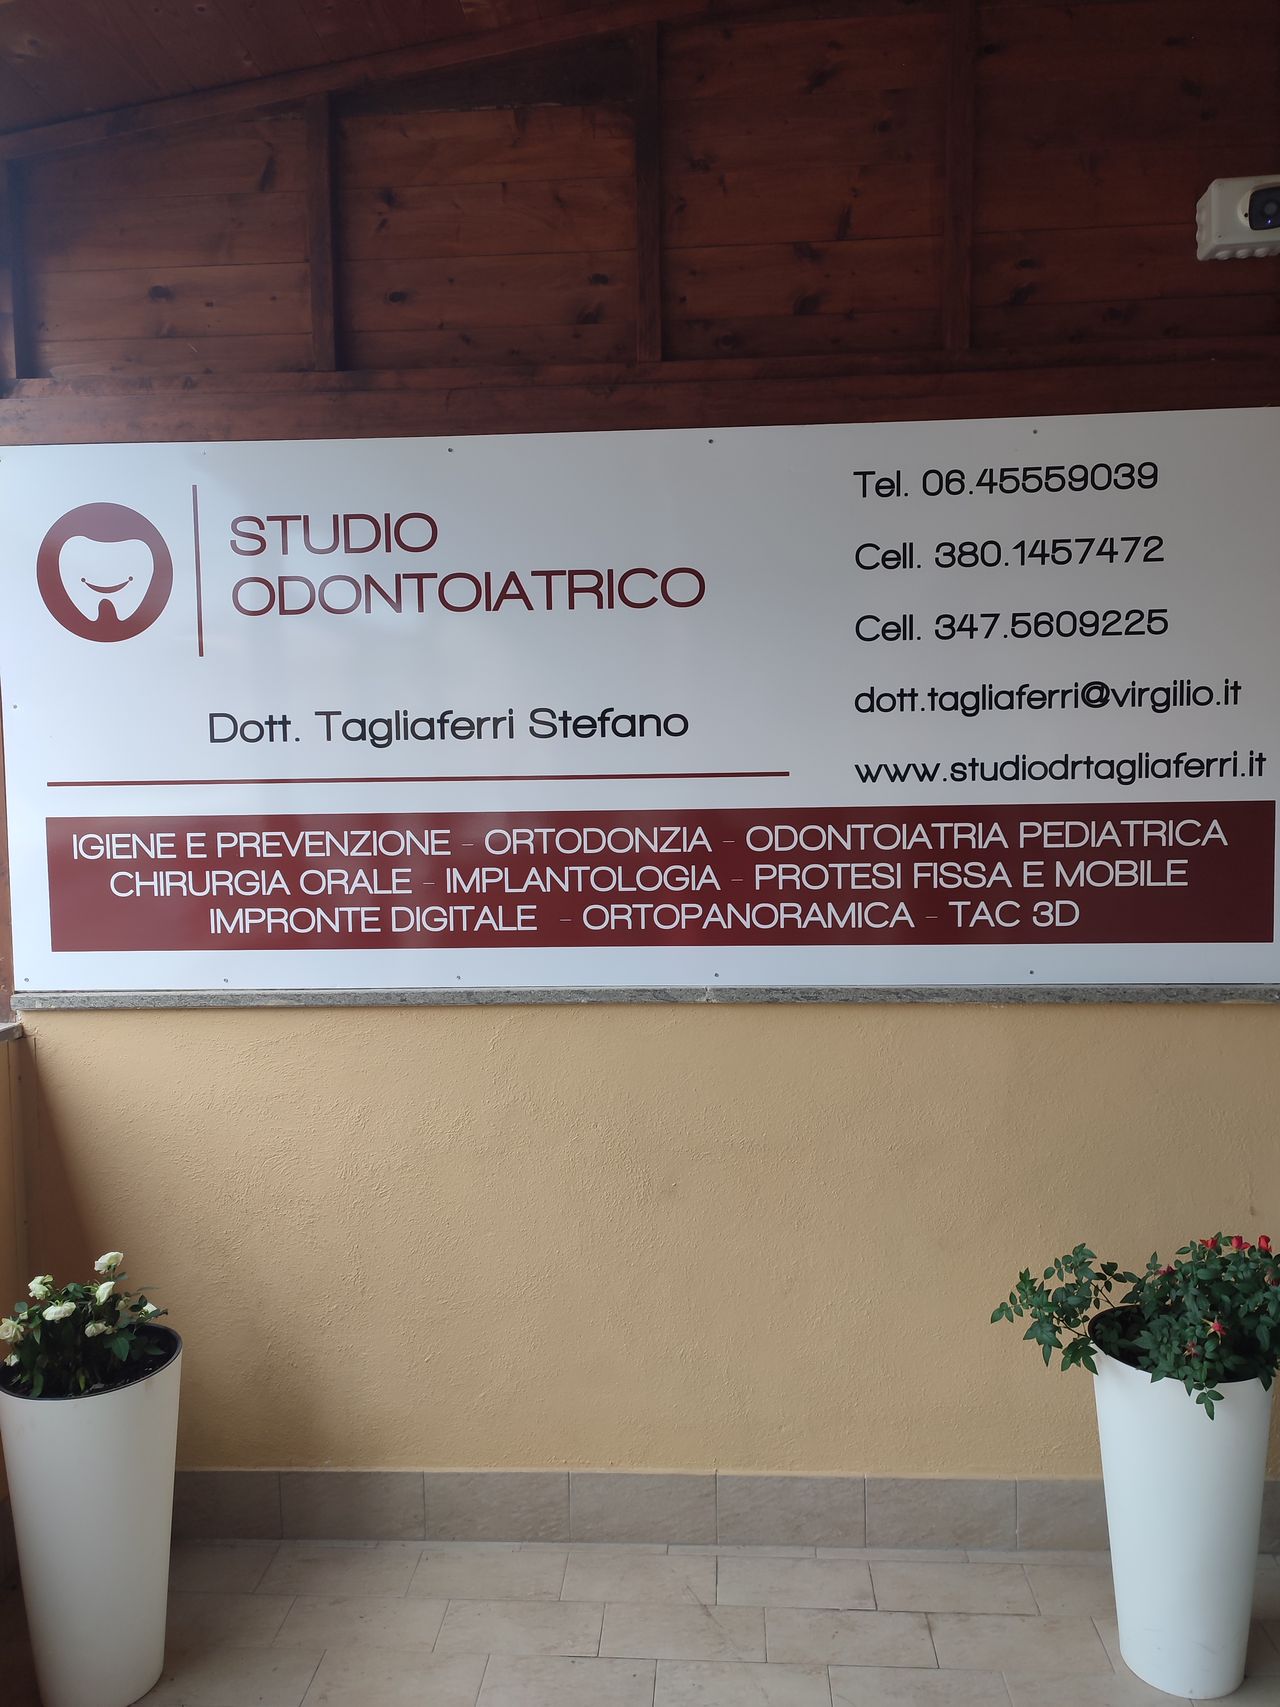 STUDIO
ODONTOIATRICO
Dott. Tagliaferri Stefano
Tel. 06.45559039
Cell. 380.1457472
Cell. 347.5609225
dott.tagliaferri@virgilio.it
www.studiodrtagliaferri.it
IGIENE E PREVENZIONE - ORTODONZIA - ODONTOIATRIA PEDIATRICA
CHIRURGIA ORALE - IMPLANTOLOGIA - PROTESI FISSA E MOBILE
IMPRONTE DIGITALE - ORTOPANORAMICA - TAC 3D